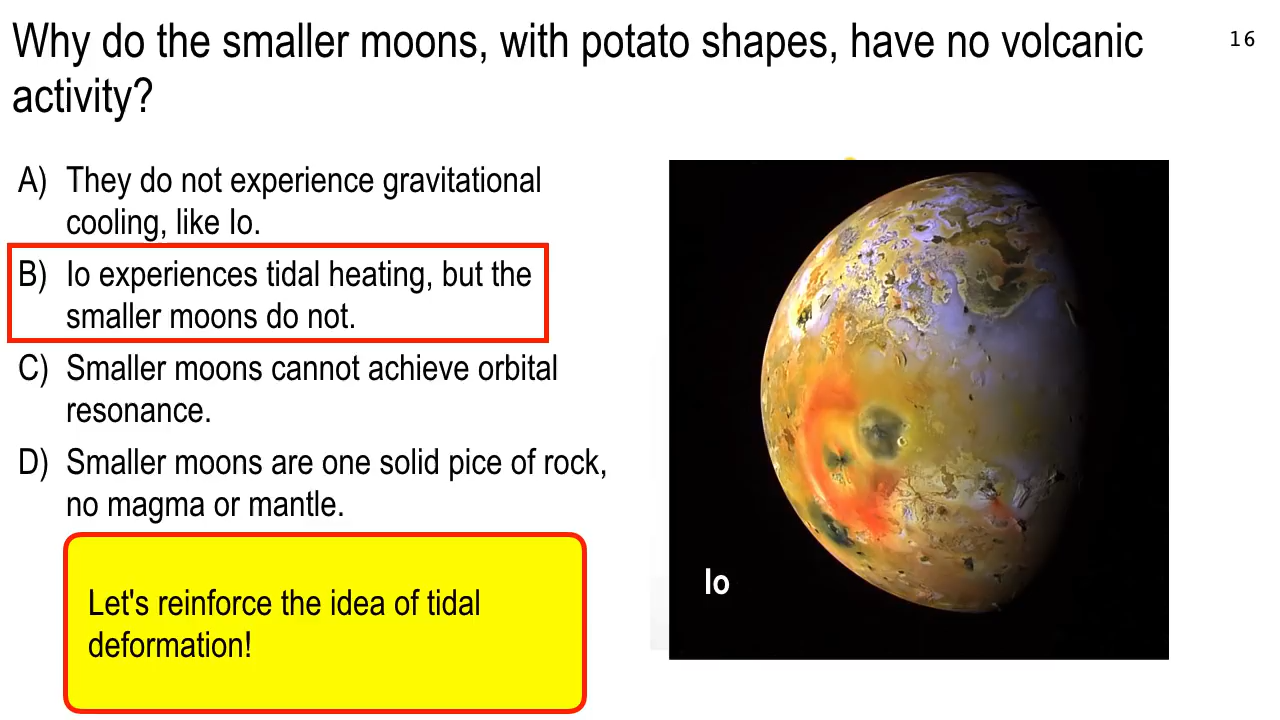 Why do the smaller moons, with potato shapes, have no volcanic
activity?
16
A) They do not experience gravitational
cooling, like Io.
B) Io experiences tidal heating, but the
smaller moons do not.
C) Smaller moons cannot achieve orbital
resonance.
D) Smaller moons are one solid pice of rock,
no magma or mantle.
Let's reinforce the idea of tidal
deformation!
Io